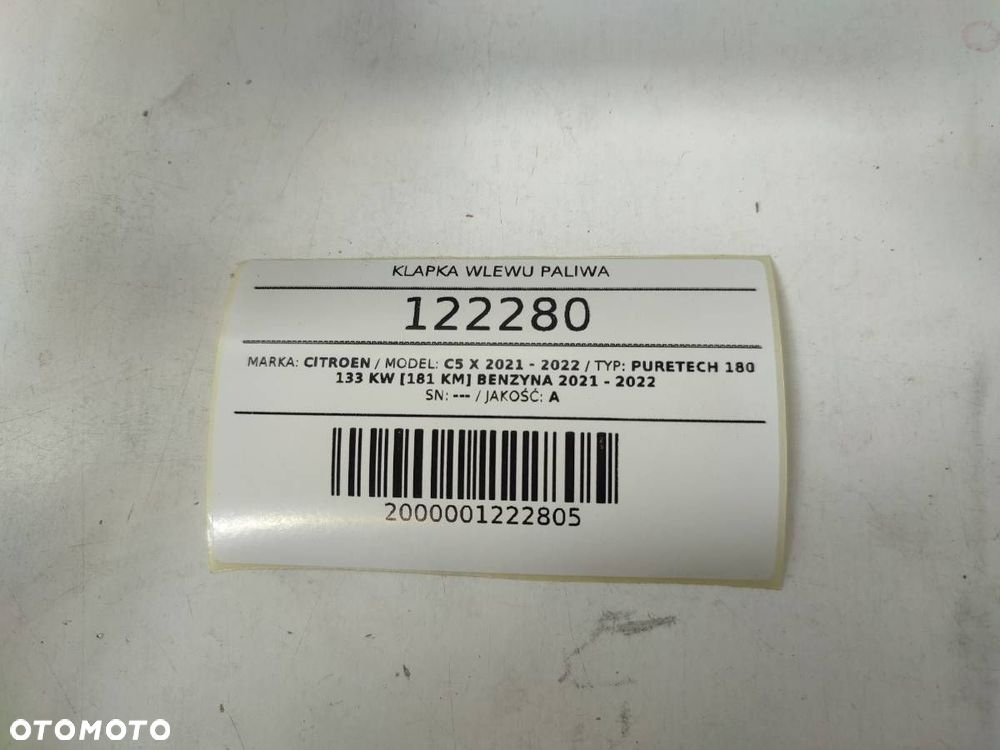 KLAPKA WLEWU PALIWA
122280
MARKA: CITROEN / MODEL: C5 X 2021 - 2022 / TYP: PURETECH 180
133 KW [181 KM] BENZYNA 2021 - 2022
SN: --- / JAKOŚĆ: A
2000001222805
OTOMOTO